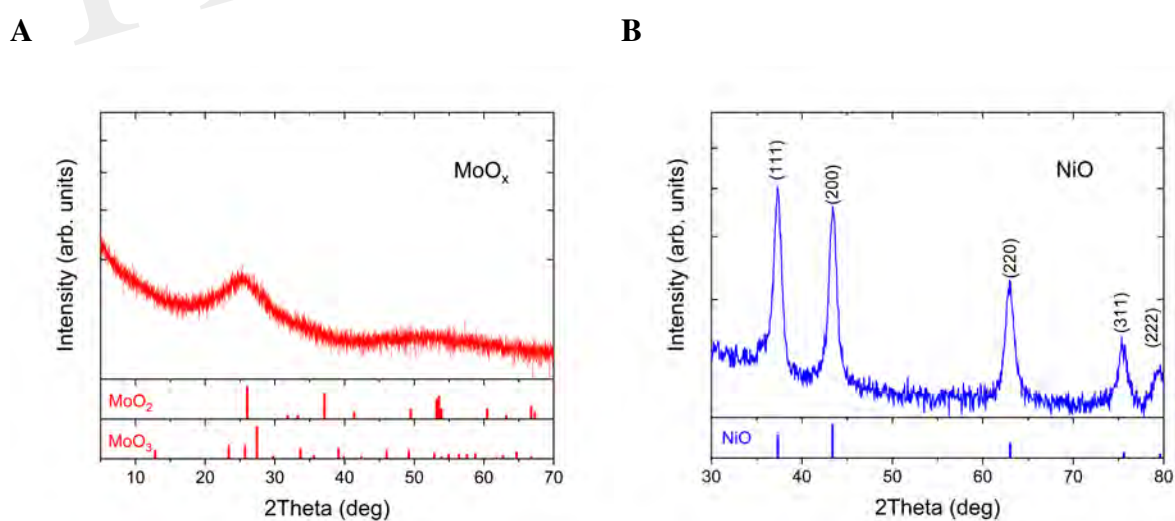 A
B
Intensity (arb. units)
MoOₓ
MoO₂
MoO₃
10 20 30 40 50 60 70
2Theta (deg)
Intensity (arb. units)
NiO
(111)
(200)
(220)
(311)
(222)
NiO
30 40 50 60 70 80
2Theta (deg)